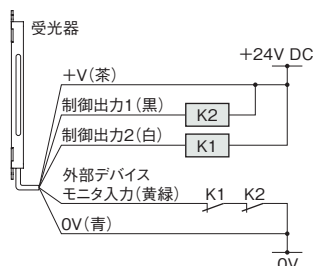 受光器
+24V DC
+V(茶)
制御出力1(黒)
K2
制御出力2(白)
K1
外部デバイス
モニタ入力(黄緑)
K1
K2
0V(青)
0V